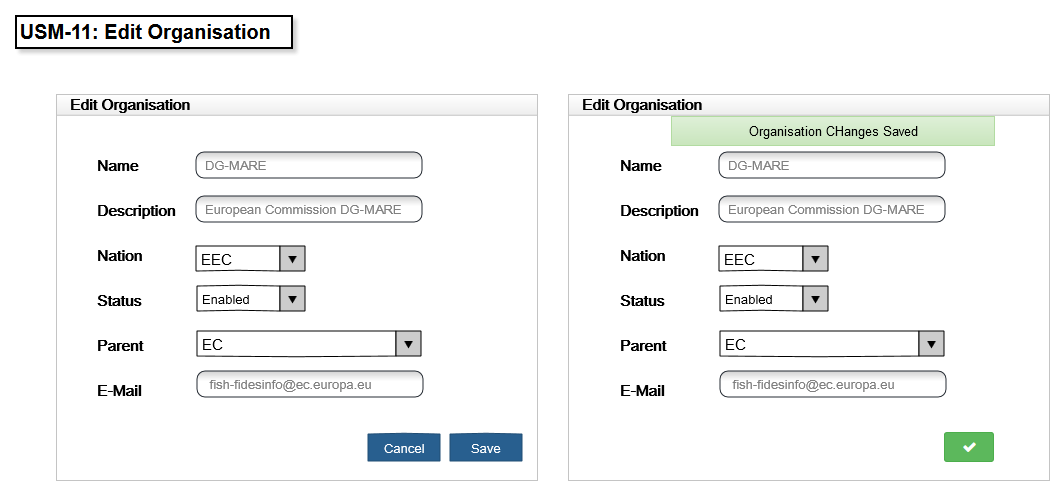 USM-11: Edit Organisation
Edit Organisation
Name
DG-MARE
Description
European Commission DG-MARE
Nation
EEC
Status
Enabled
Parent
EC
E-Mail
fish-fidesinfo@ec.europa.eu
Cancel
Save
Edit Organisation
Organisation CHanges Saved
Name
DG-MARE
Description
European Commission DG-MARE
Nation
EEC
Status
Enabled
Parent
EC
E-Mail
fish-fidesinfo@ec.europa.eu